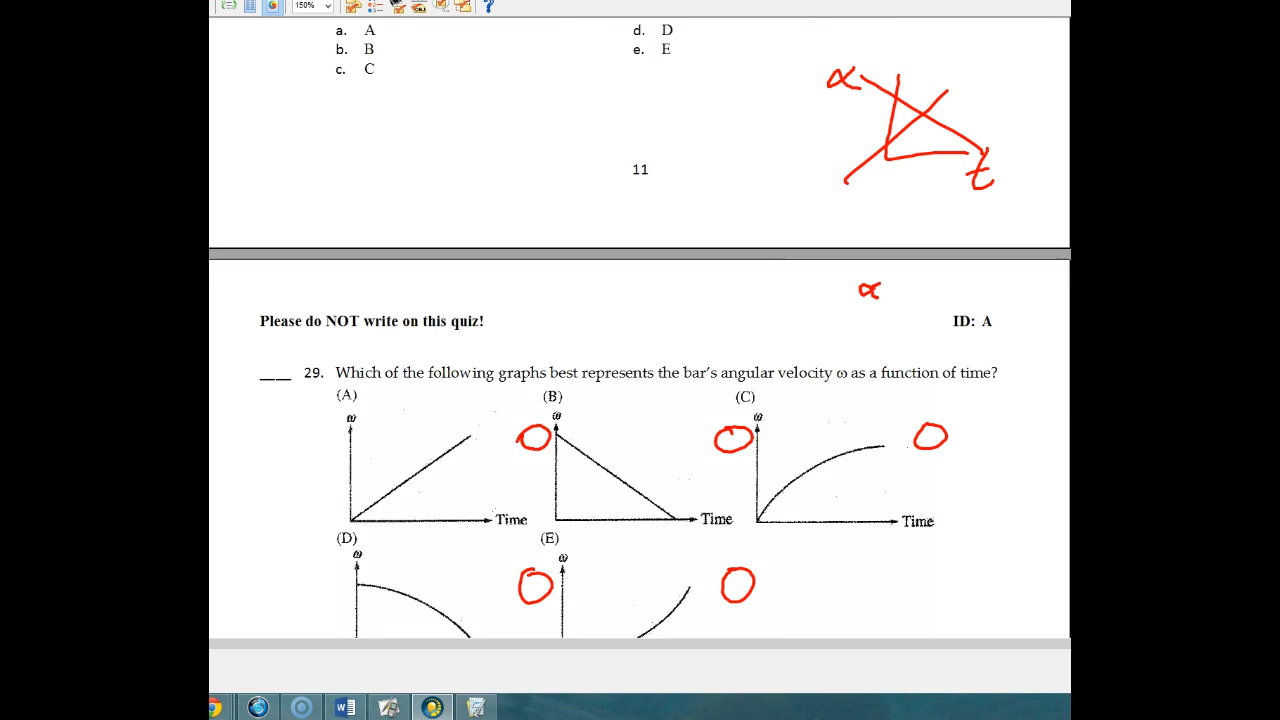 150%
a. A d. D
b. B e. E
c. C
α
t
11
α
Please do NOT write on this quiz! ID: A
____ 29. Which of the following graphs best represents the bar's angular velocity ω as a function of time?
(A) (B) (C)
ω ω ω
Time Time Time
(D) (E)
ω ω